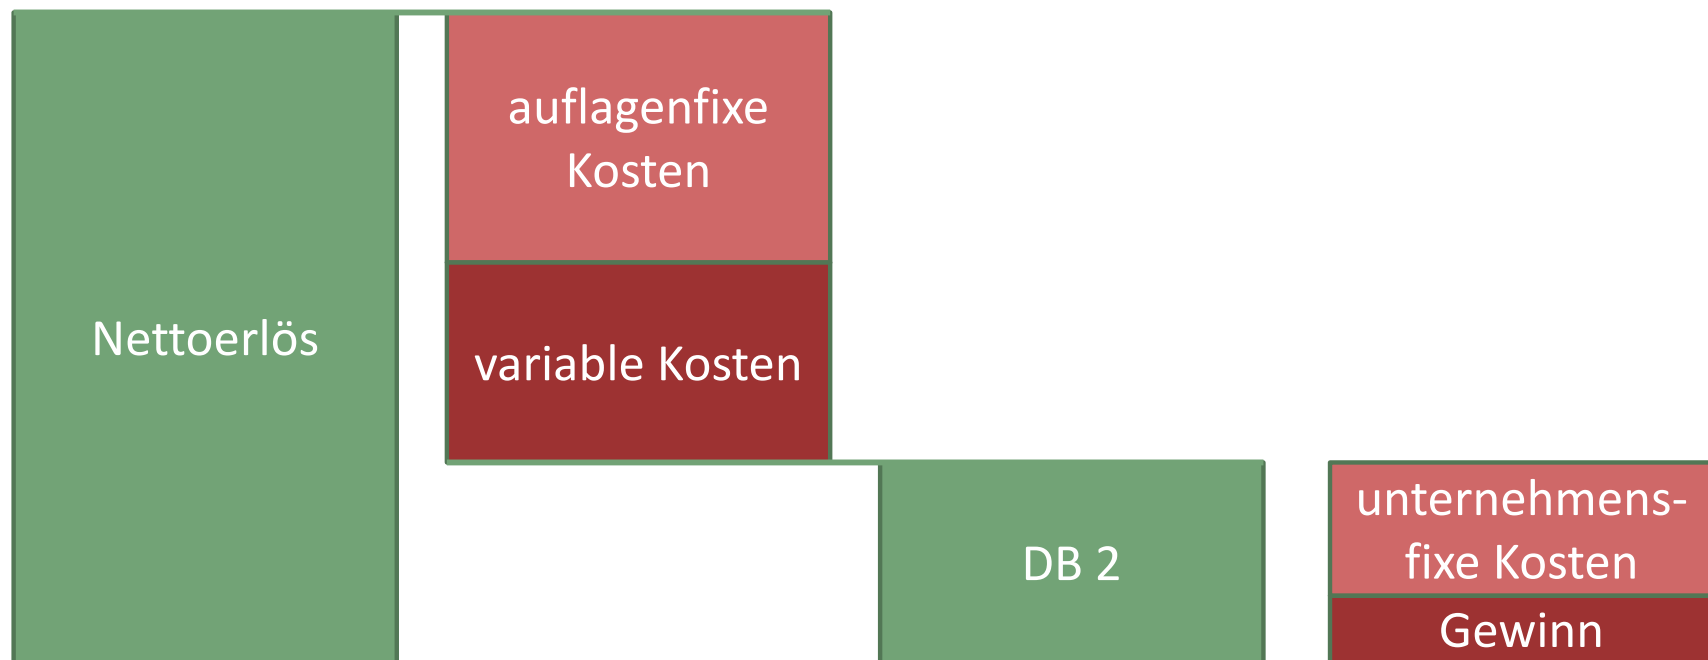 auflagenfixe
Kosten
Nettoerlös
variable Kosten
DB 2
unternehmens-
fixe Kosten
Gewinn